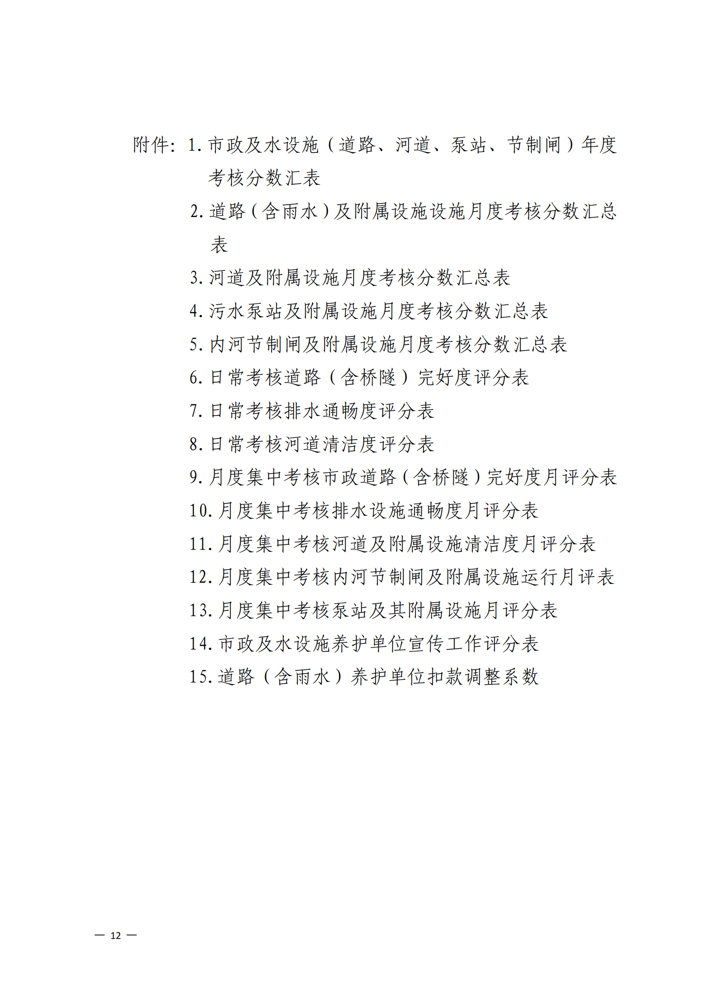 附件：1.市政及水设施（道路、河道、泵站、节制闸）年度
考核分数汇表
2.道路（含雨水）及附属设施设施月度考核分数汇总
表
3.河道及附属设施月度考核分数汇总表
4.污水泵站及附属设施月度考核分数汇总表
5.内河节制闸及附属设施月度考核分数汇总表
6.日常考核道路（含桥隧）完好度评分表
7.日常考核排水通畅度评分表
8.日常考核河道清洁度评分表
9.月度集中考核市政道路（含桥隧）完好度月评分表
10.月度集中考核排水设施通畅度月评分表
11.月度集中考核河道及附属设施清洁度月评分表
12.月度集中考核内河节制闸及附属设施运行月评表
13.月度集中考核泵站及其附属设施月评分表
14.市政及水设施养护单位宣传工作评分表
15.道路（含雨水）养护单位扣款调整系数
— 12 —